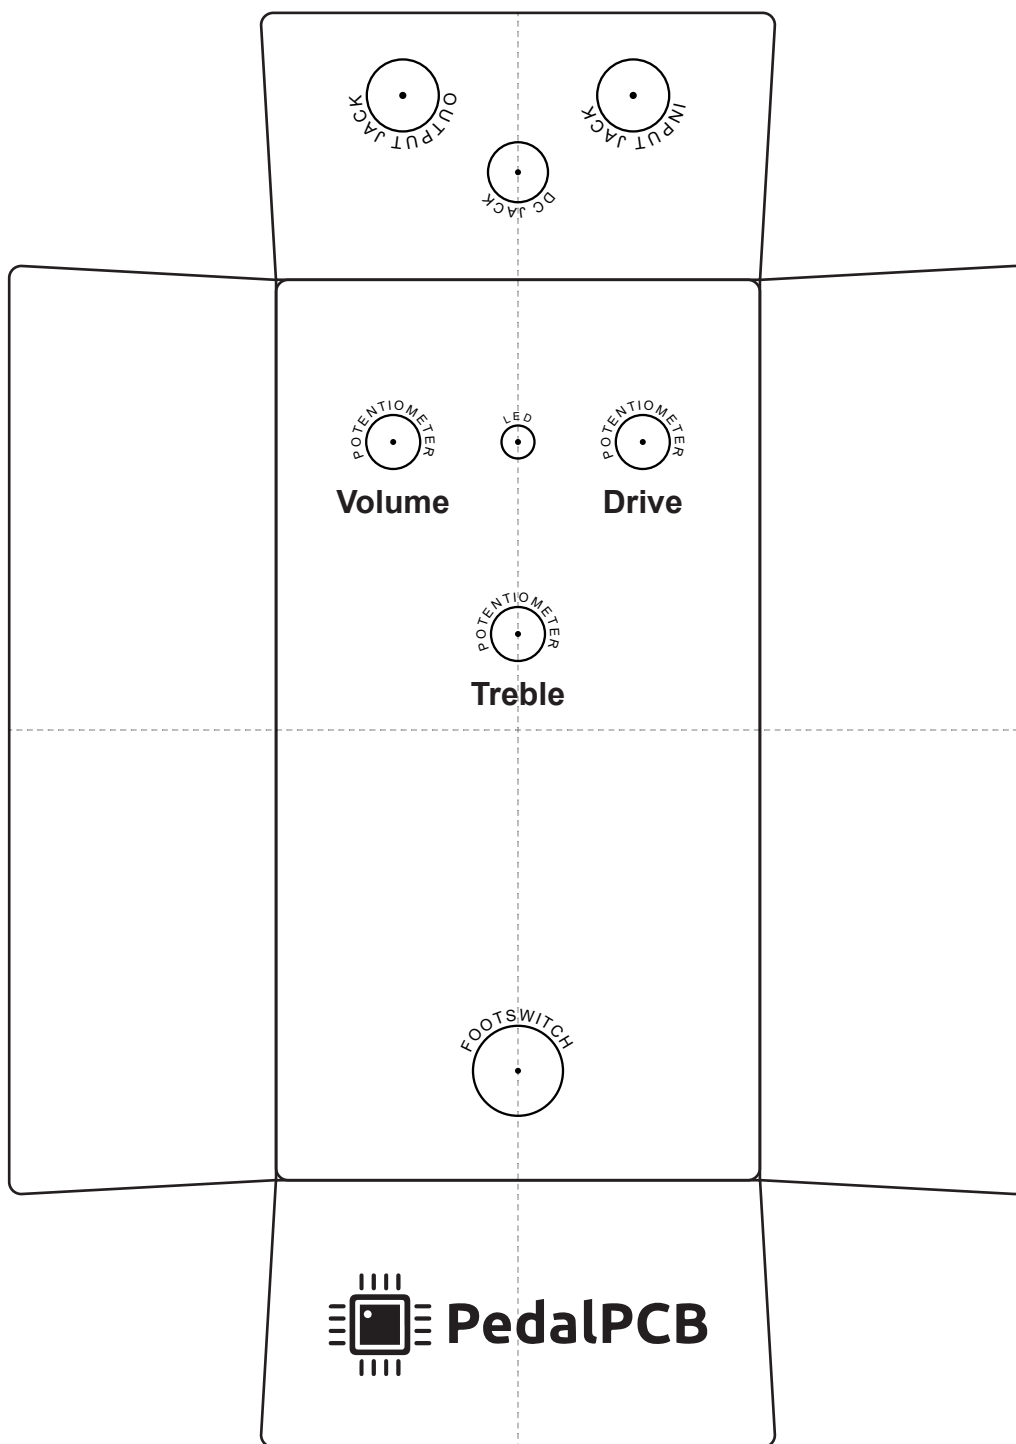 OUTPUT JACK
INPUT JACK
DC JACK
POTENTIOMETER
LED
POTENTIOMETER
Volume
Drive
POTENTIOMETER
Treble
FOOTSWITCH
PedalPCB